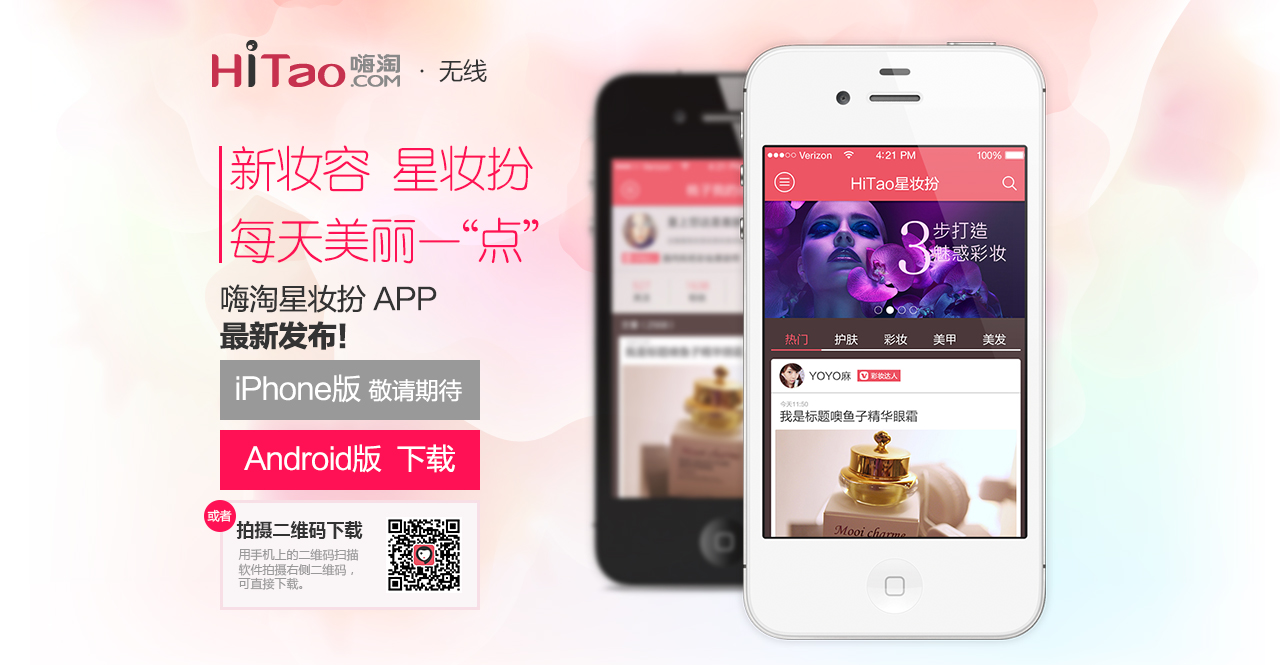 HiTao 嗨淘 .COM · 无线
新妆容 星妆扮
每天美丽一“点”
嗨淘星妆扮 APP
最新发布!
iPhone版 敬请期待
Android版 下载
或者
拍摄二维码下载
用手机上的二维码扫描
软件拍摄右侧二维码，
可直接下载。
Verizon 4:21 PM 100%
HiTao星妆扮
3步打造
魅惑彩妆
热门 护肤 彩妆 美甲 美发
YOYO麻 彩妆达人
今天11:50
我是标题噢鱼子精华眼霜
Mooi charme